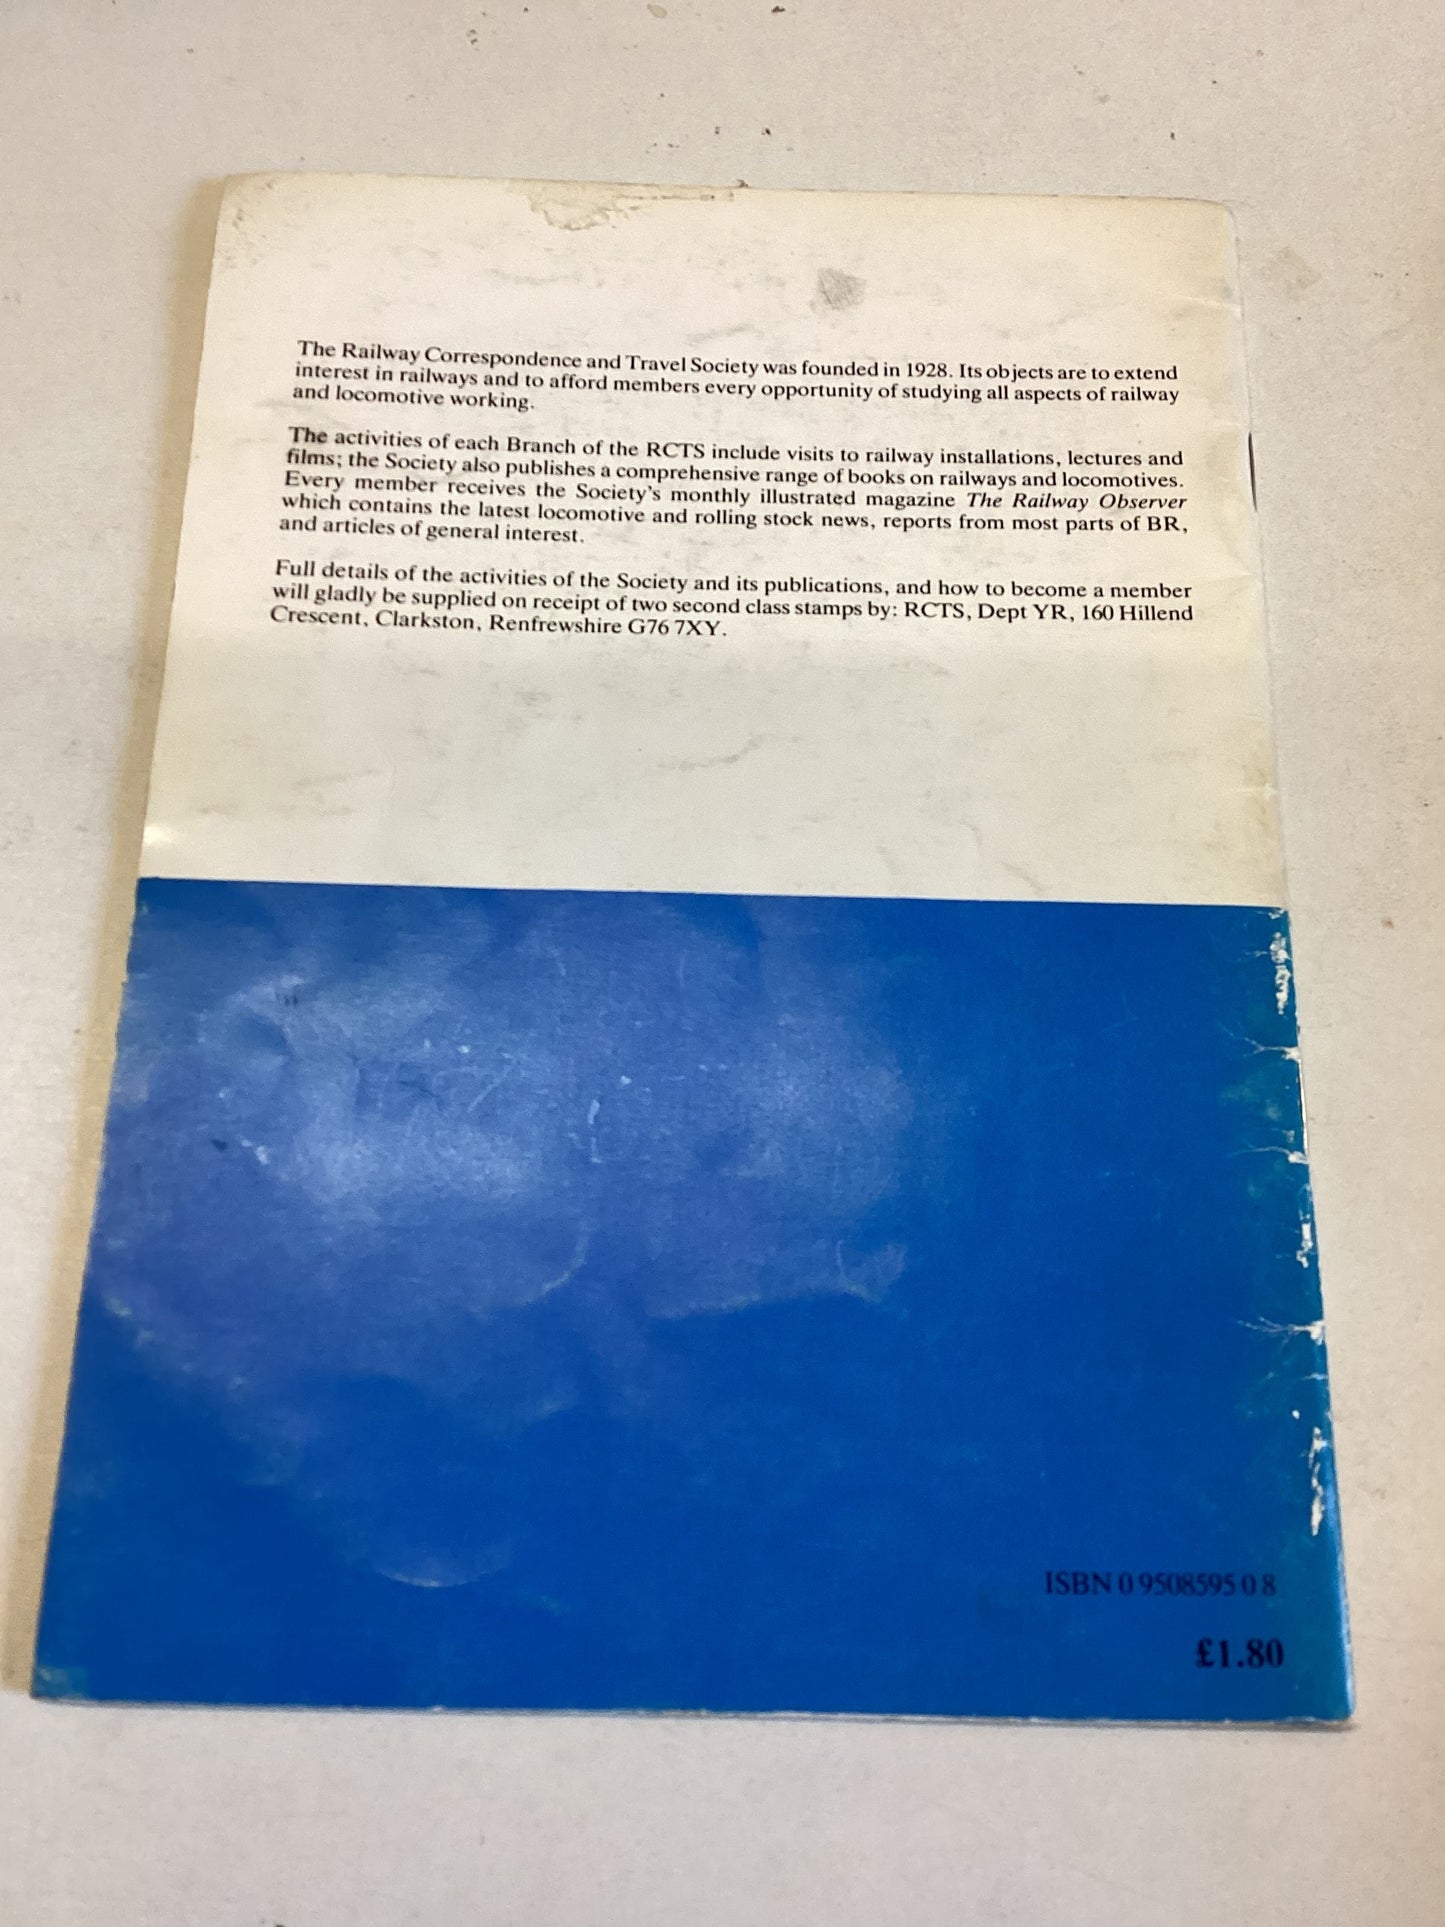 The Railway Correspondence and Travel Society was founded in 1928. Its objects are to extend
interest in railways and to afford members every opportunity of studying all aspects of railway
and locomotive working.
The activities of each Branch of the RCTS include visits to railway installations, lectures and
films; the Society also publishes a comprehensive range of books on railways and locomotives.
Every member receives the Society's monthly illustrated magazine The Railway Observer
which contains the latest locomotive and rolling stock news, reports from most parts of BR,
and articles of general interest.
Full details of the activities of the Society and its publications, and how to become a member
will gladly be supplied on receipt of two second class stamps by: RCTS, Dept YR, 160 Hillend
Crescent, Clarkston, Renfrewshire G76 7XY.
ISBN 0 9508595 0 8
£1.80